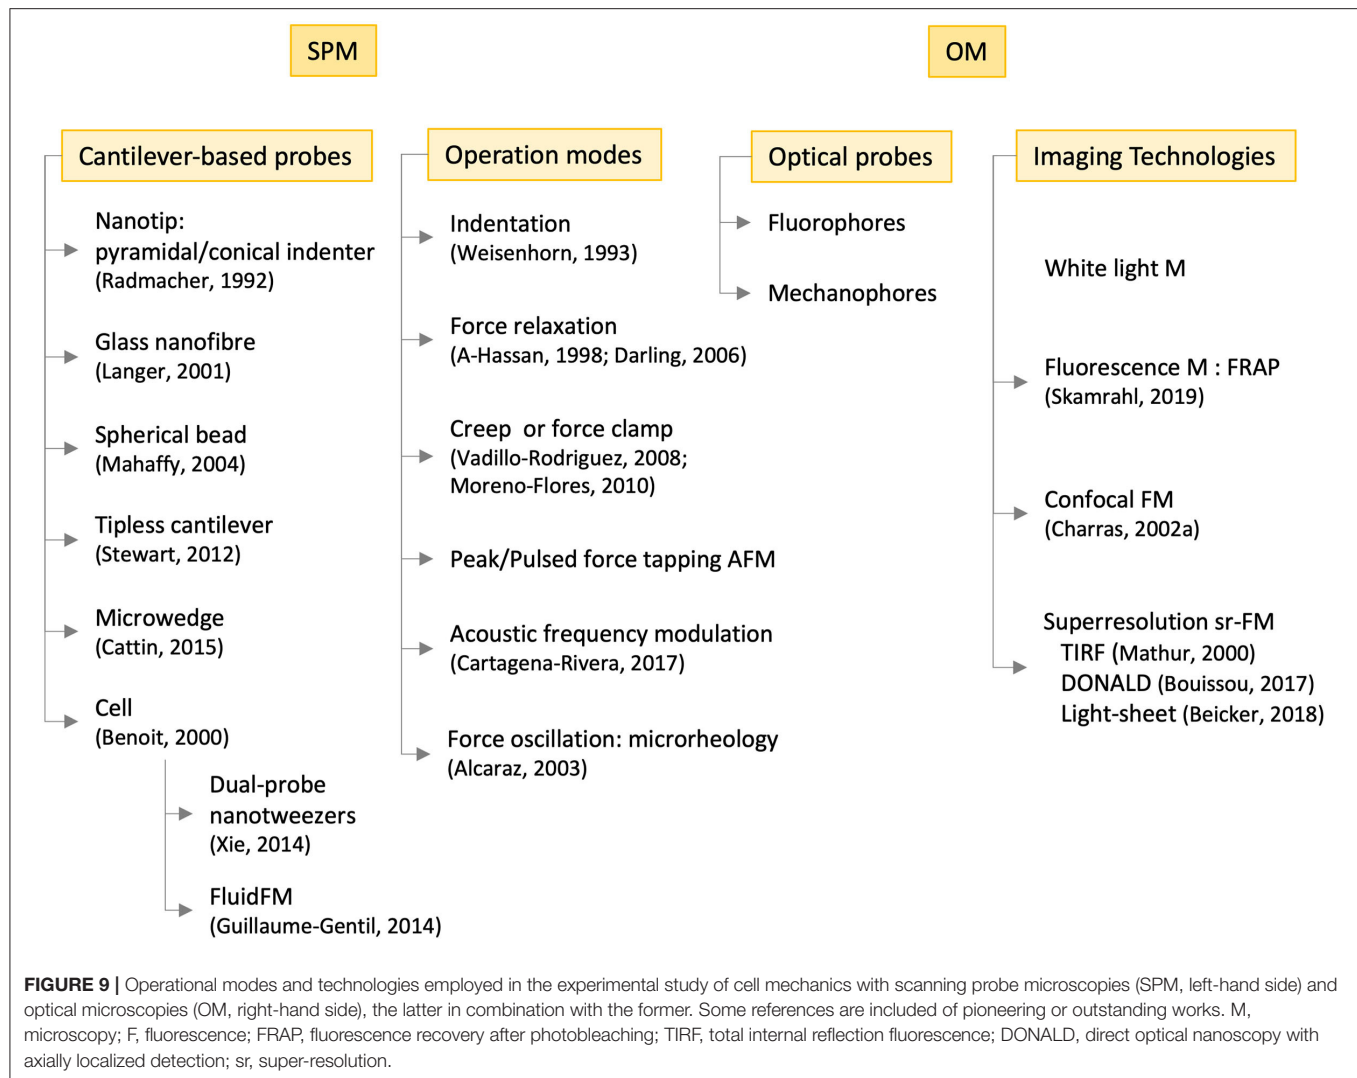 SPM
OM
Cantilever-based probes
Nanotip:
pyramidal/conical indenter
(Radmacher, 1992)
Glass nanofibre
(Langer, 2001)
Spherical bead
(Mahaffy, 2004)
Tipless cantilever
(Stewart, 2012)
Microwedge
(Cattin, 2015)
Cell
(Benoit, 2000)
Dual-probe
nanotweezers
(Xie, 2014)
FluidFM
(Guillaume-Gentil, 2014)
Operation modes
Indentation
(Weisenhorn, 1993)
Force relaxation
(A-Hassan, 1998; Darling, 2006)
Creep or force clamp
(Vadillo-Rodriguez, 2008;
Moreno-Flores, 2010)
Peak/Pulsed force tapping AFM
Acoustic frequency modulation
(Cartagena-Rivera, 2017)
Force oscillation: microrheology
(Alcaraz, 2003)
Optical probes
Fluorophores
Mechanophores
Imaging Technologies
White light M
Fluorescence M : FRAP
(Skamrahl, 2019)
Confocal FM
(Charras, 2002a)
Superresolution sr-FM
TIRF (Mathur, 2000)
DONALD (Bouissou, 2017)
Light-sheet (Beicker, 2018)
FIGURE 9 | Operational modes and technologies employed in the experimental study of cell mechanics with scanning probe microscopies (SPM, left-hand side) and
optical microscopies (OM, right-hand side), the latter in combination with the former. Some references are included of pioneering or outstanding works. M,
microscopy; F, fluorescence; FRAP, fluorescence recovery after photobleaching; TIRF, total internal reflection fluorescence; DONALD, direct optical nanoscopy with
axially localized detection; sr, super-resolution.